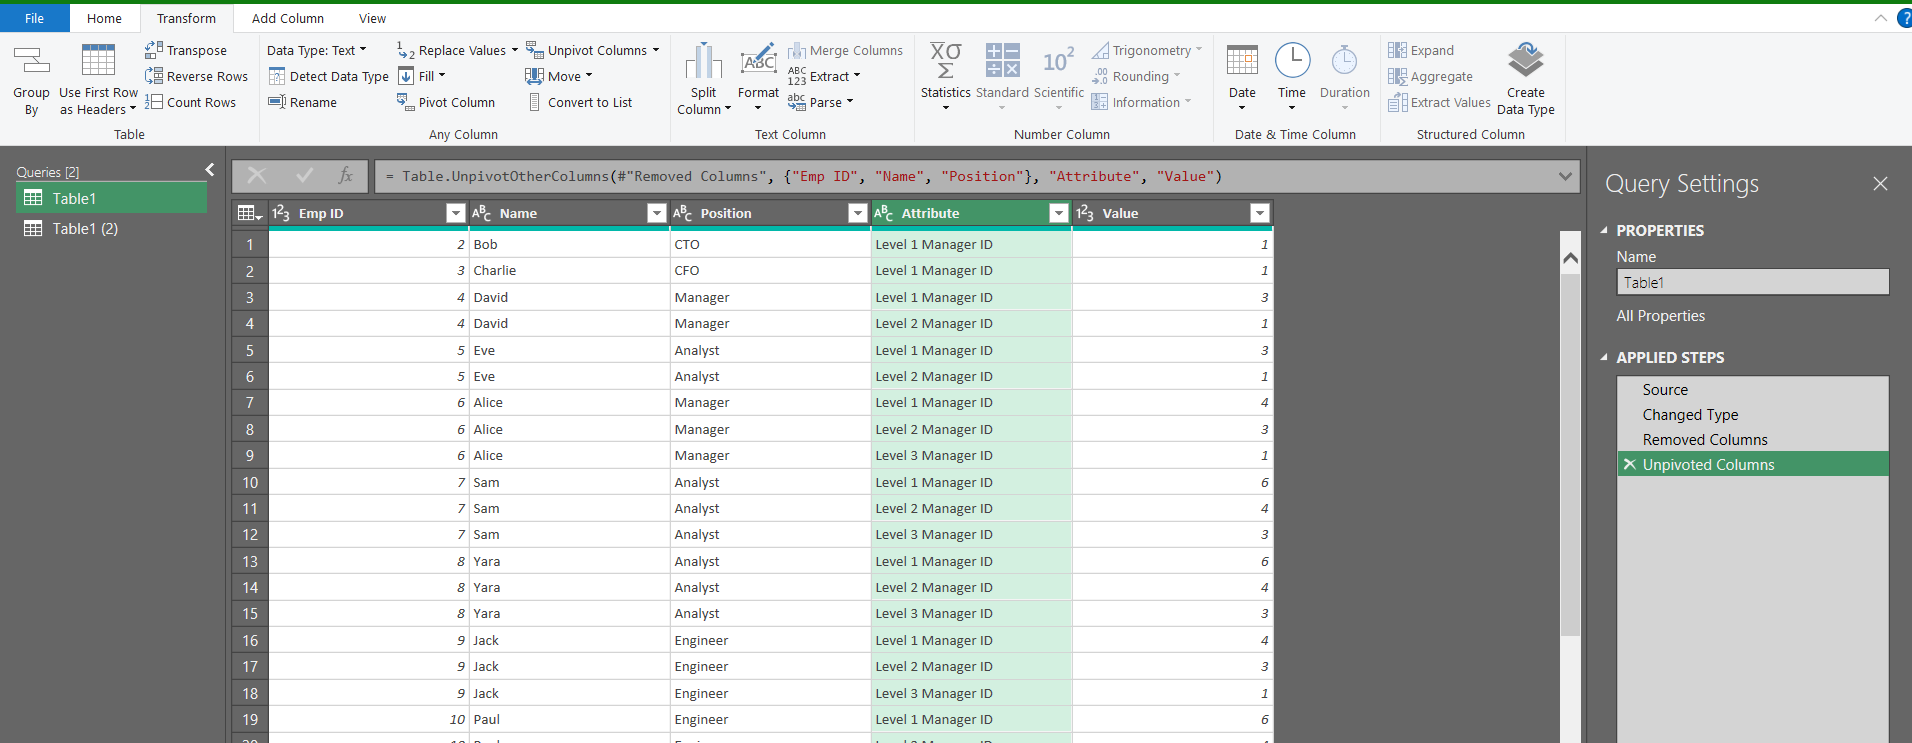 File Home Transform Add Column View
Group By
Use First Row as Headers
Transpose
Reverse Rows
Count Rows
Table
Data Type: Text
Detect Data Type
Rename
Replace Values
Fill
Pivot Column
Unpivot Columns
Move
Convert to List
Any Column
Split Column
Format
Merge Columns
Extract
Parse
Text Column
Statistics
Standard
Scientific
Trigonometry
Rounding
Information
Number Column
Date
Time
Duration
Date & Time Column
Expand
Aggregate
Extract Values
Create Data Type
Structured Column
Queries [2]
Table1
Table1 (2)
fx
= Table.UnpivotOtherColumns(#"Removed Columns", {"Emp ID", "Name", "Position"}, "Attribute", "Value")
Emp ID Name Position Attribute Value
1 2 Bob CTO Level 1 Manager ID 1
2 3 Charlie CFO Level 1 Manager ID 1
3 4 David Manager Level 1 Manager ID 3
4 4 David Manager Level 2 Manager ID 1
5 5 Eve Analyst Level 1 Manager ID 3
6 5 Eve Analyst Level 2 Manager ID 1
7 6 Alice Manager Level 1 Manager ID 4
8 6 Alice Manager Level 2 Manager ID 3
9 6 Alice Manager Level 3 Manager ID 1
10 7 Sam Analyst Level 1 Manager ID 6
11 7 Sam Analyst Level 2 Manager ID 4
12 7 Sam Analyst Level 3 Manager ID 3
13 8 Yara Analyst Level 1 Manager ID 6
14 8 Yara Analyst Level 2 Manager ID 4
15 8 Yara Analyst Level 3 Manager ID 3
16 9 Jack Engineer Level 1 Manager ID 4
17 9 Jack Engineer Level 2 Manager ID 3
18 9 Jack Engineer Level 3 Manager ID 1
19 10 Paul Engineer Level 1 Manager ID 6
Query Settings
PROPERTIES
Name
Table1
All Properties
APPLIED STEPS
Source
Changed Type
Removed Columns
Unpivoted Columns